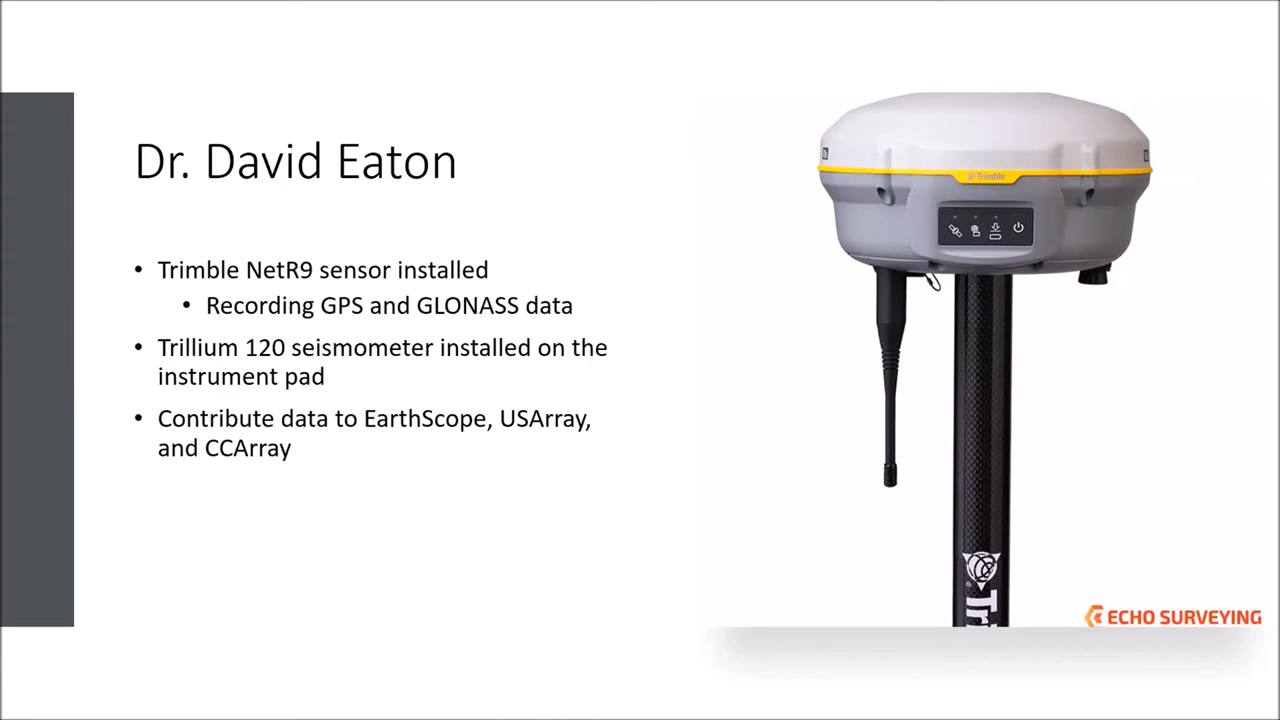 Dr. David Eaton
• Trimble NetR9 sensor installed
• Recording GPS and GLONASS data
• Trillium 120 seismometer installed on the
instrument pad
• Contribute data to EarthScope, USArray,
and CCArray
Trimble
ECHO SURVEYING